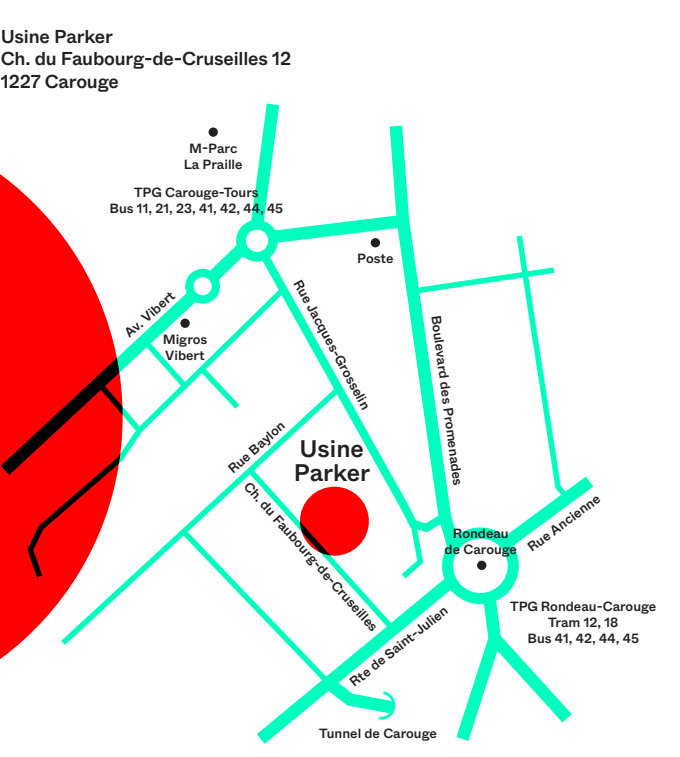 Usine Parker
Ch. du Faubourg-de-Cruseilles 12
1227 Carouge
M-Parc
La Praille
TPG Carouge-Tours
Bus 11, 21, 23, 41, 42, 44, 45
Poste
Av. Vibert
Migros
Vibert
Rue Jacques-Grosselin
Boulevard des Promenades
Rue Baylon
Usine
Parker
Ch. du Faubourg-de-Cruseilles
Rondeau
de Carouge
Rue Ancienne
TPG Rondeau-Carouge
Tram 12, 18
Bus 41, 42, 44, 45
Rte de Saint-Julien
Tunnel de Carouge